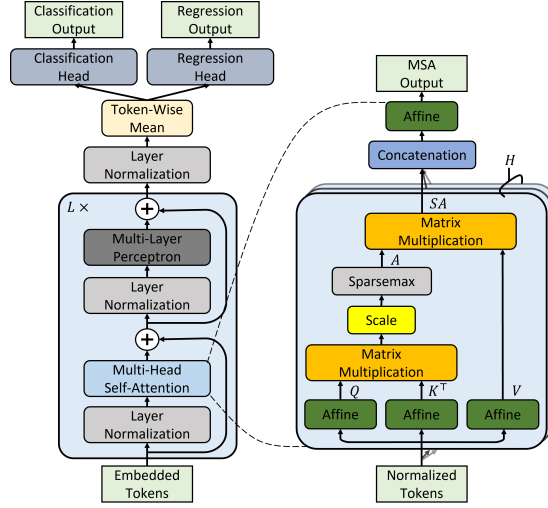 Classification
Output
Regression
Output
Classification
Head
Regression
Head
Token-Wise
Mean
Layer
Normalization
L ×
+
Multi-Layer
Perceptron
Layer
Normalization
+
Multi-Head
Self-Attention
Layer
Normalization
Embedded
Tokens
MSA
Output
Affine
Concatenation
H
SA
Matrix
Multiplication
A
Sparsemax
Scale
Matrix
Multiplication
Q
K⊤
V
Affine
Affine
Affine
Normalized
Tokens